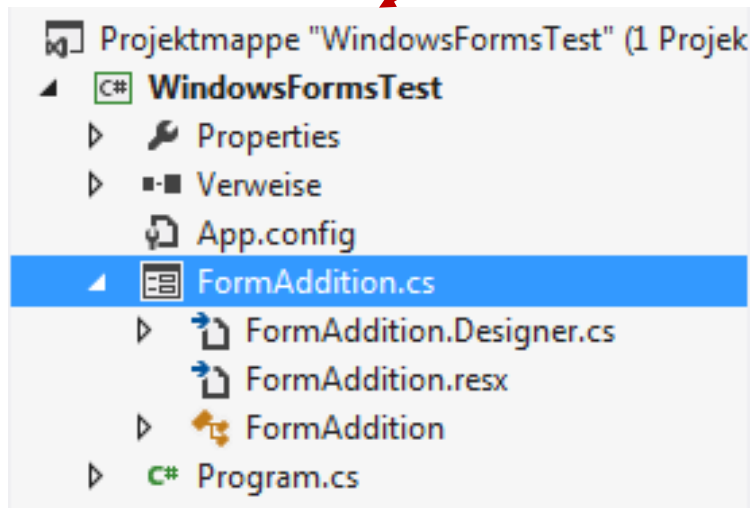 Projektmappe "WindowsFormsTest" (1 Projek
C# WindowsFormsTest
Properties
Verweise
App.config
FormAddition.cs
FormAddition.Designer.cs
FormAddition.resx
FormAddition
C# Program.cs